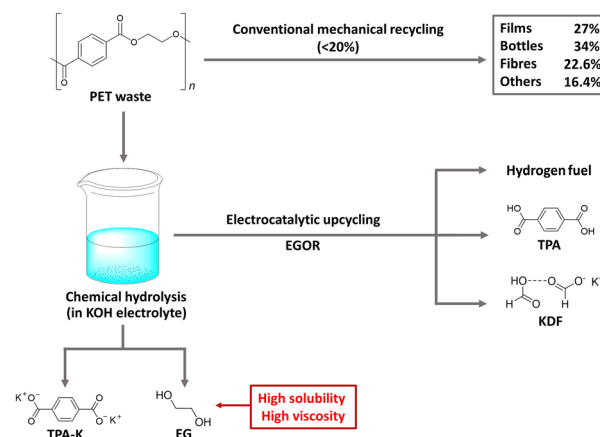 Conventional mechanical recycling
(<20%)
Films 27%
Bottles 34%
Fibres 22.6%
Others 16.4%
O
O
O
O
n
PET waste
Hydrogen fuel
Electrocatalytic upcycling
EGOR
HO
O
O
OH
TPA
HO
O
O
O⁻ K⁺
H
H
KDF
Chemical hydrolysis
(in KOH electrolyte)
K⁺O⁻
O
O
O⁻ K⁺
TPA-K
HO
OH
EG
High solubility
High viscosity